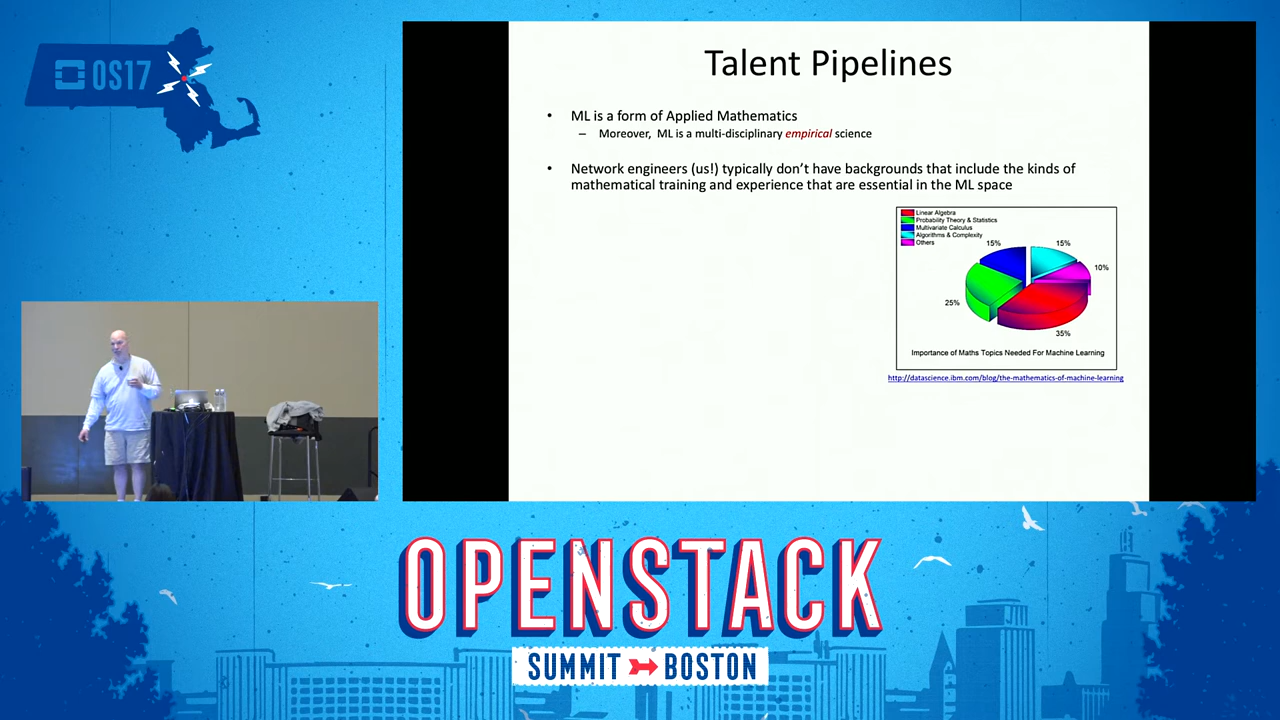 OS17
Talent Pipelines
• ML is a form of Applied Mathematics
– Moreover, ML is a multi-disciplinary empirical science
• Network engineers (us!) typically don't have backgrounds that include the kinds of
mathematical training and experience that are essential in the ML space
Linear Algebra
Probability Theory & Statistics
Multivariate Calculus
Algorithms & Complexity
Others
15%
15%
10%
25%
35%
Importance of Maths Topics Needed For Machine Learning
http://datascience.ibm.com/blog/the-mathematics-of-machine-learning
OPENSTACK
SUMMIT BOSTON